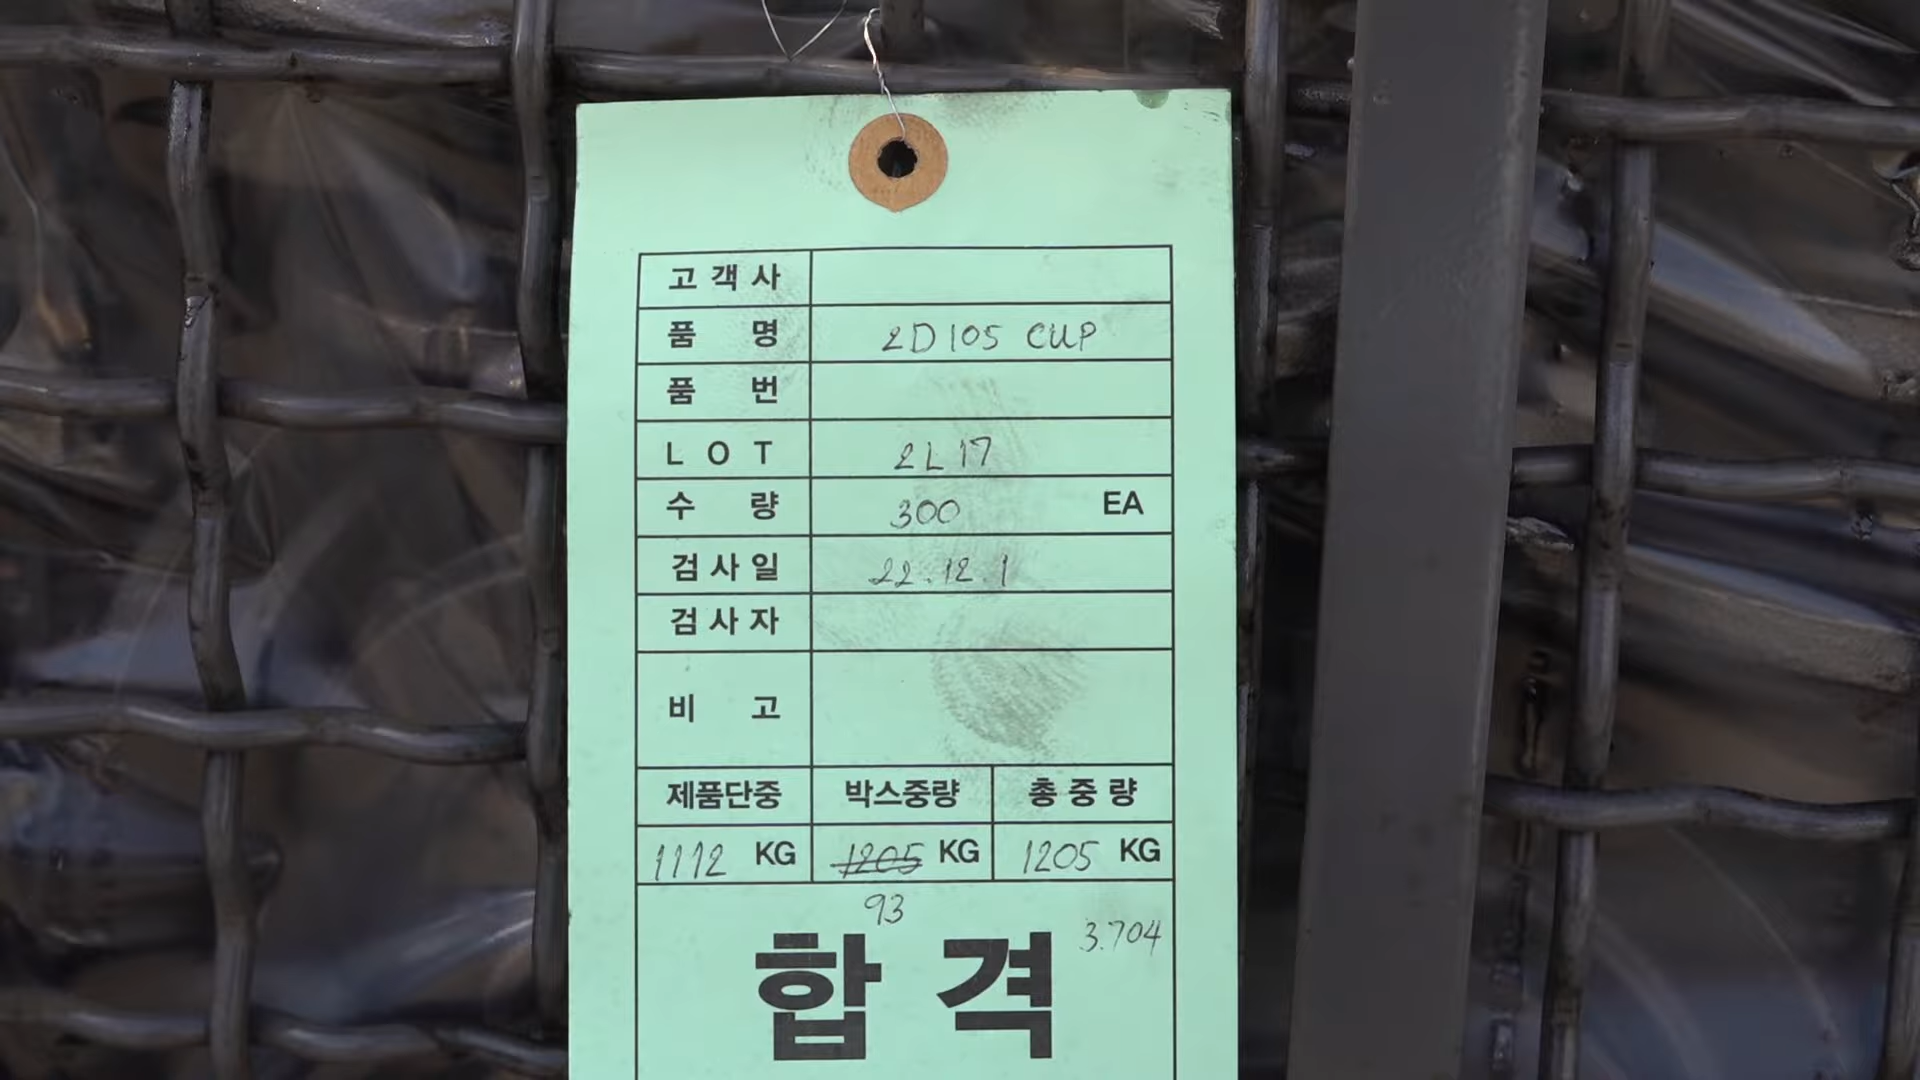 고객사
품명 2D105 CUP
품번
LOT 2L17
수량 300 EA
검사일 22.12.1
검사자
비고
제품단중 박스중량 총중량
1112 KG 1205 KG 1205 KG
93
3.704
합격